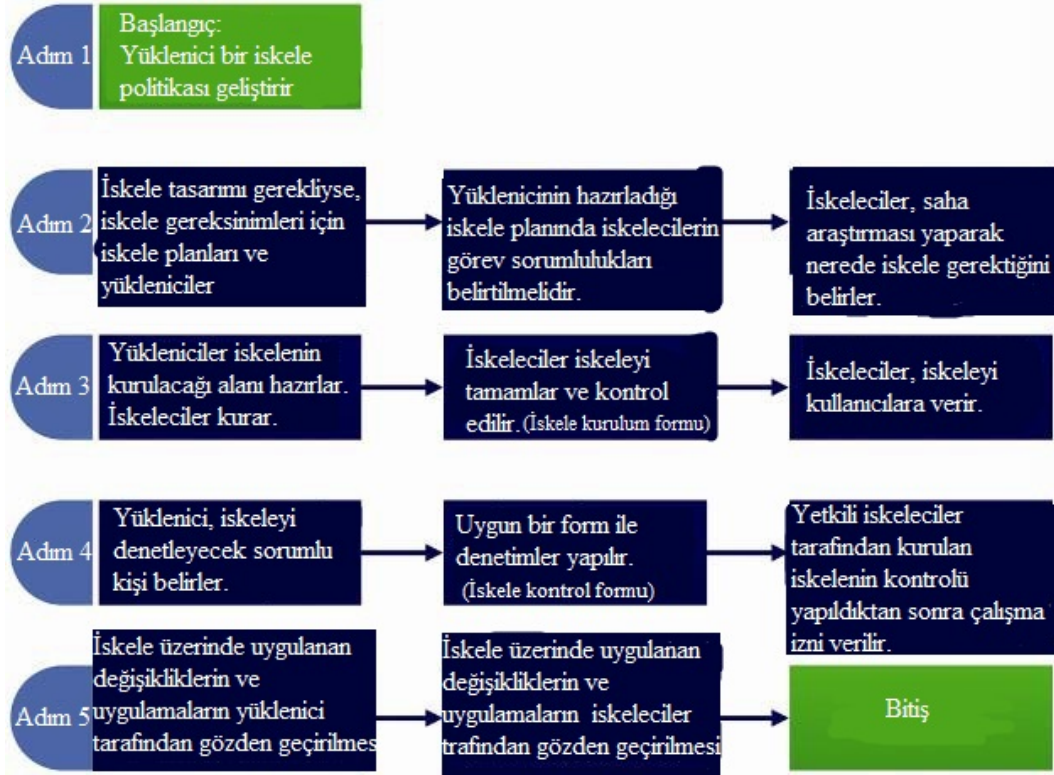 Adım 1
Başlangıç:
Yüklenici bir iskele
politikası geliştirir
Adım 2
İskele tasarımı gerekliyse,
iskele gereksinimleri için
iskele planları ve
yükleniciler
Yüklenicinin hazırladığı
iskele planında iskelecilerin
görev sorumlulukları
belirtilmelidir.
İskeleciler, saha
araştırması yaparak
nerede iskele gerektiğini
belirler.
Adım 3
Yükleniciler iskelenin
kurulacağı alanı hazırlar.
İskeleciler kurar.
İskeleciler iskeleyi
tamamlar ve kontrol
edilir. (İskele kurulum formu)
İskeleciler, iskeleyi
kullanıcılara verir.
Adım 4
Yüklenici, iskeleyi
denetleyecek sorumlu
kişi belirler.
Uygun bir form ile
denetimler yapılır.
(İskele kontrol formu)
Yetkili iskeleciler
tarafından kurulan
iskelenin kontrolü
yapıldıktan sonra çalışma
izni verilir.
Adım 5
İskele üzerinde uygulanan
değişikliklerin ve
uygulamaların yüklenici
tarafından gözden geçirilmes
İskele üzerinde uygulanan
değişikliklerin ve
uygulamaların iskeleciler
trafından gözden geçirilmesi
Bitiş